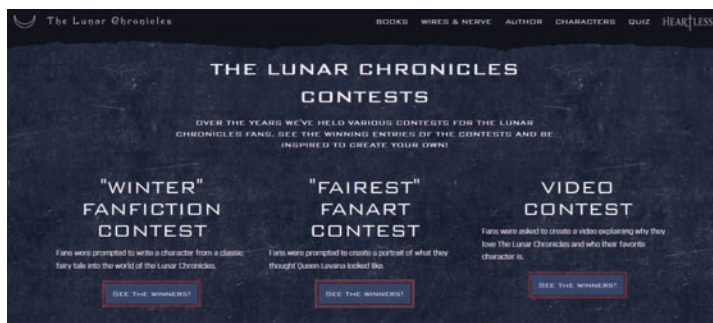 The Lunar Chronicles
BOOKS WIRES & NERVE AUTHOR CHARACTERS QUIZ HEARTLESS
THE LUNAR CHRONICLES
CONTESTS
OVER THE YEARS WE'VE HELD VARIOUS CONTESTS FOR THE LUNAR
CHRONICLES FANS. SEE THE WINNING ENTRIES OF THE CONTESTS AND BE
INSPIRED TO CREATE YOUR OWN!
"WINTER"
FANFICTION
CONTEST
Fans were prompted to write a character from a classic
fairy tale into the world of the Lunar Chronicles.
SEE THE WINNERS!
"FAIREST"
FANART
CONTEST
Fans were prompted to create a portrait of what they
thought Queen Levana looked like.
SEE THE WINNERS!
VIDEO
CONTEST
Fans were asked to create a video explaining why they
love The Lunar Chronicles and who their favorite
character is.
SEE THE WINNERS!